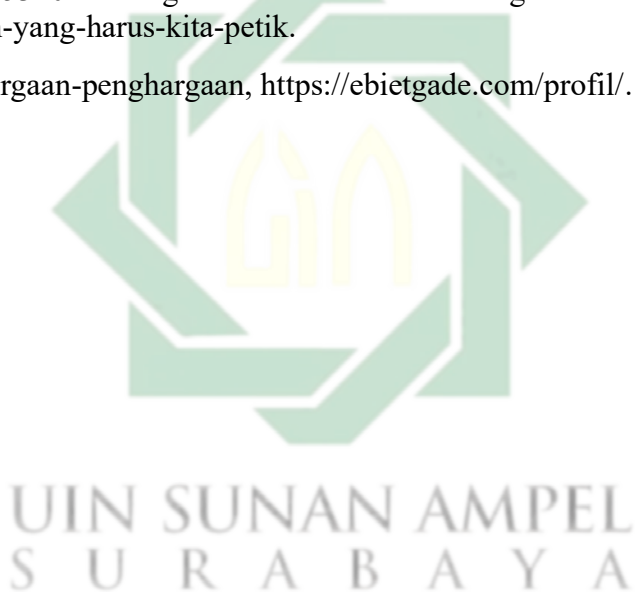 n-yang-harus-kita-petik.
rgaan-penghargaan, https://ebietgade.com/profil/.
UIN SUNAN AMPEL
S U R A B A Y A